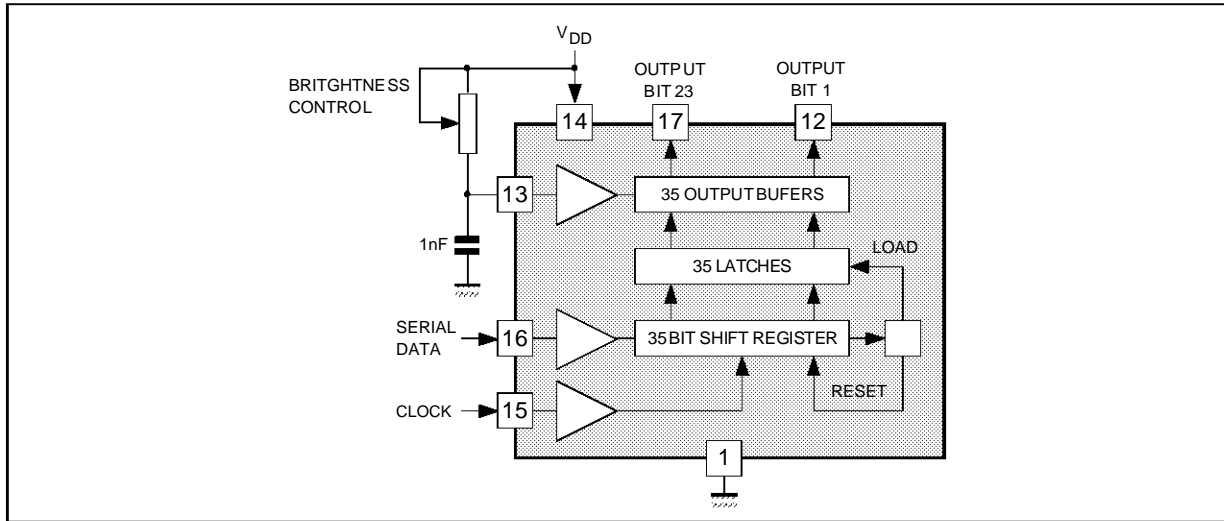 V DD
BRITGHTNESS
CONTROL
OUTPUT
BIT 23
OUTPUT
BIT 1
14
17
12
13
35 OUTPUT BUFERS
1nF
LOAD
35 LATCHES
SERIAL
DATA
16
35BIT SHIFT REGISTER
RESET
CLOCK
15
1